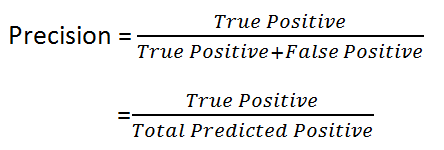 Precision = True Positive / True Positive+False Positive
= True Positive / Total Predicted Positive